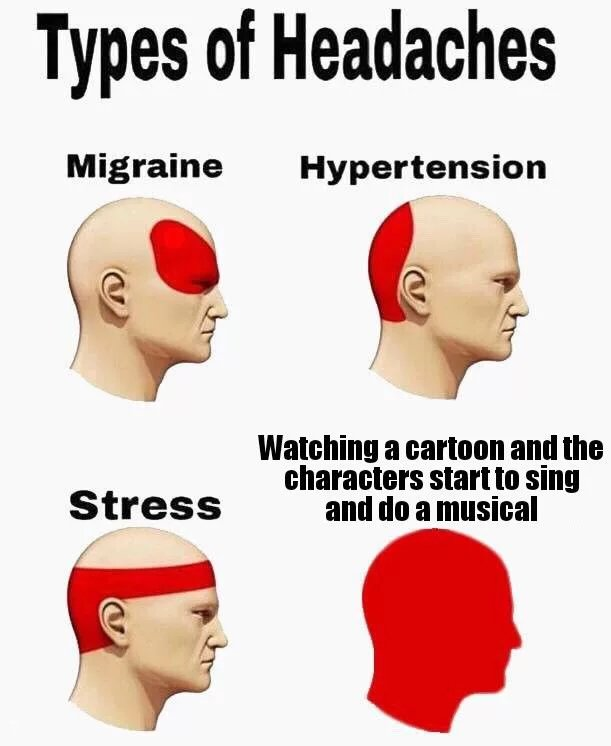 Types of Headaches
Migraine
Hypertension
Stress
Watching a cartoon and the
characters start to sing
and do a musical